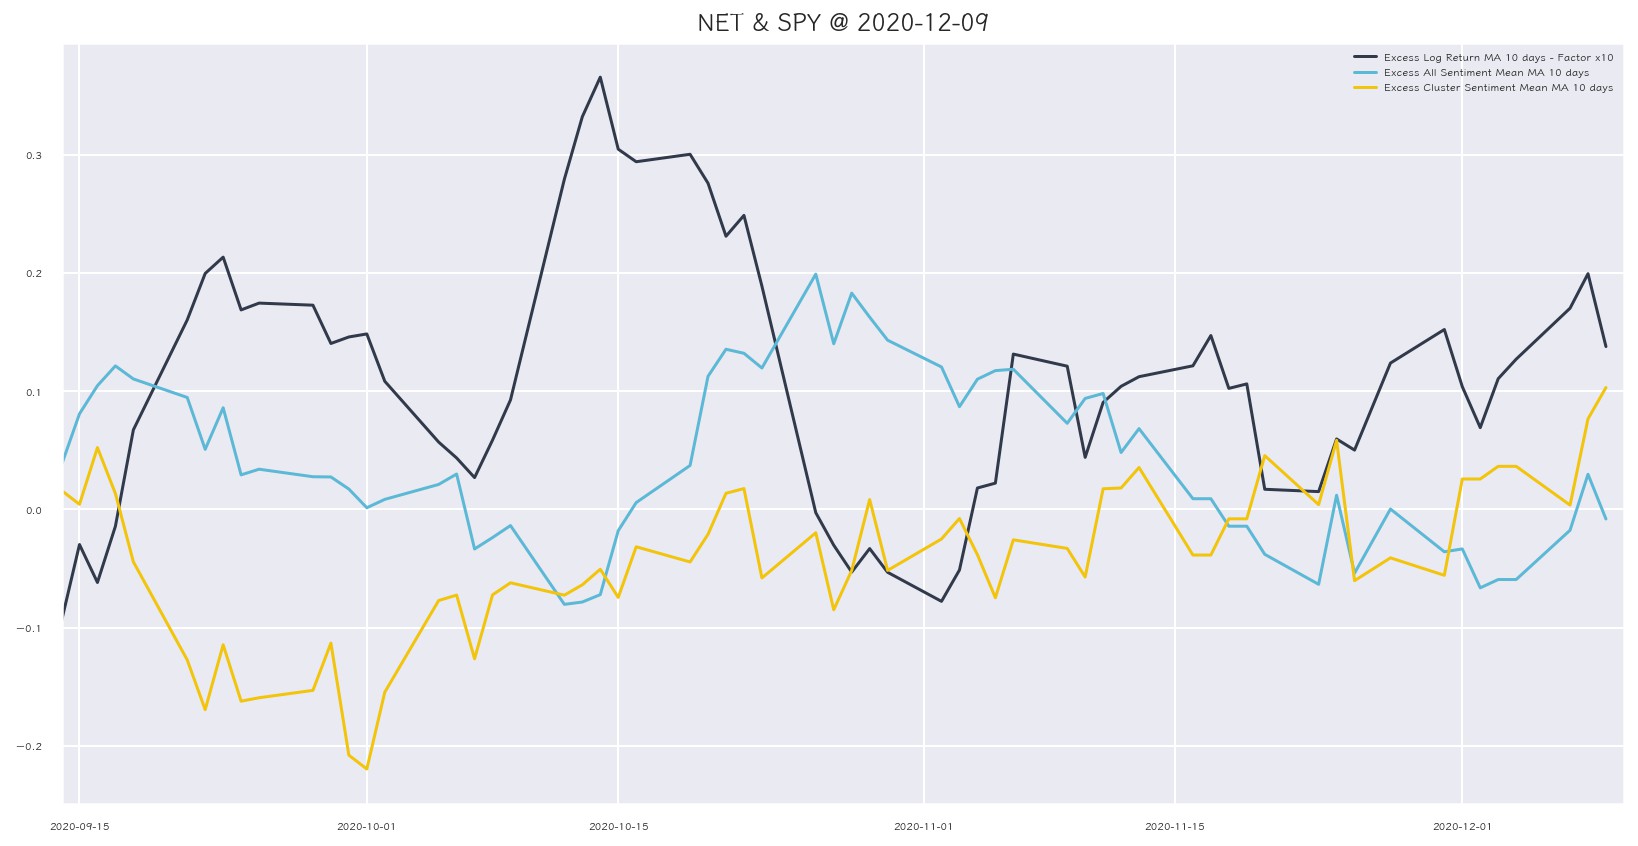 NET & SPY @ 2020-12-09
Excess Log Return MA 10 days - Factor x10
Excess All Sentiment Mean MA 10 days
Excess Cluster Sentiment Mean MA 10 days
0.3
0.2
0.1
0.0
−0.1
−0.2
2020-09-15 2020-10-01 2020-10-15 2020-11-01 2020-11-15 2020-12-01